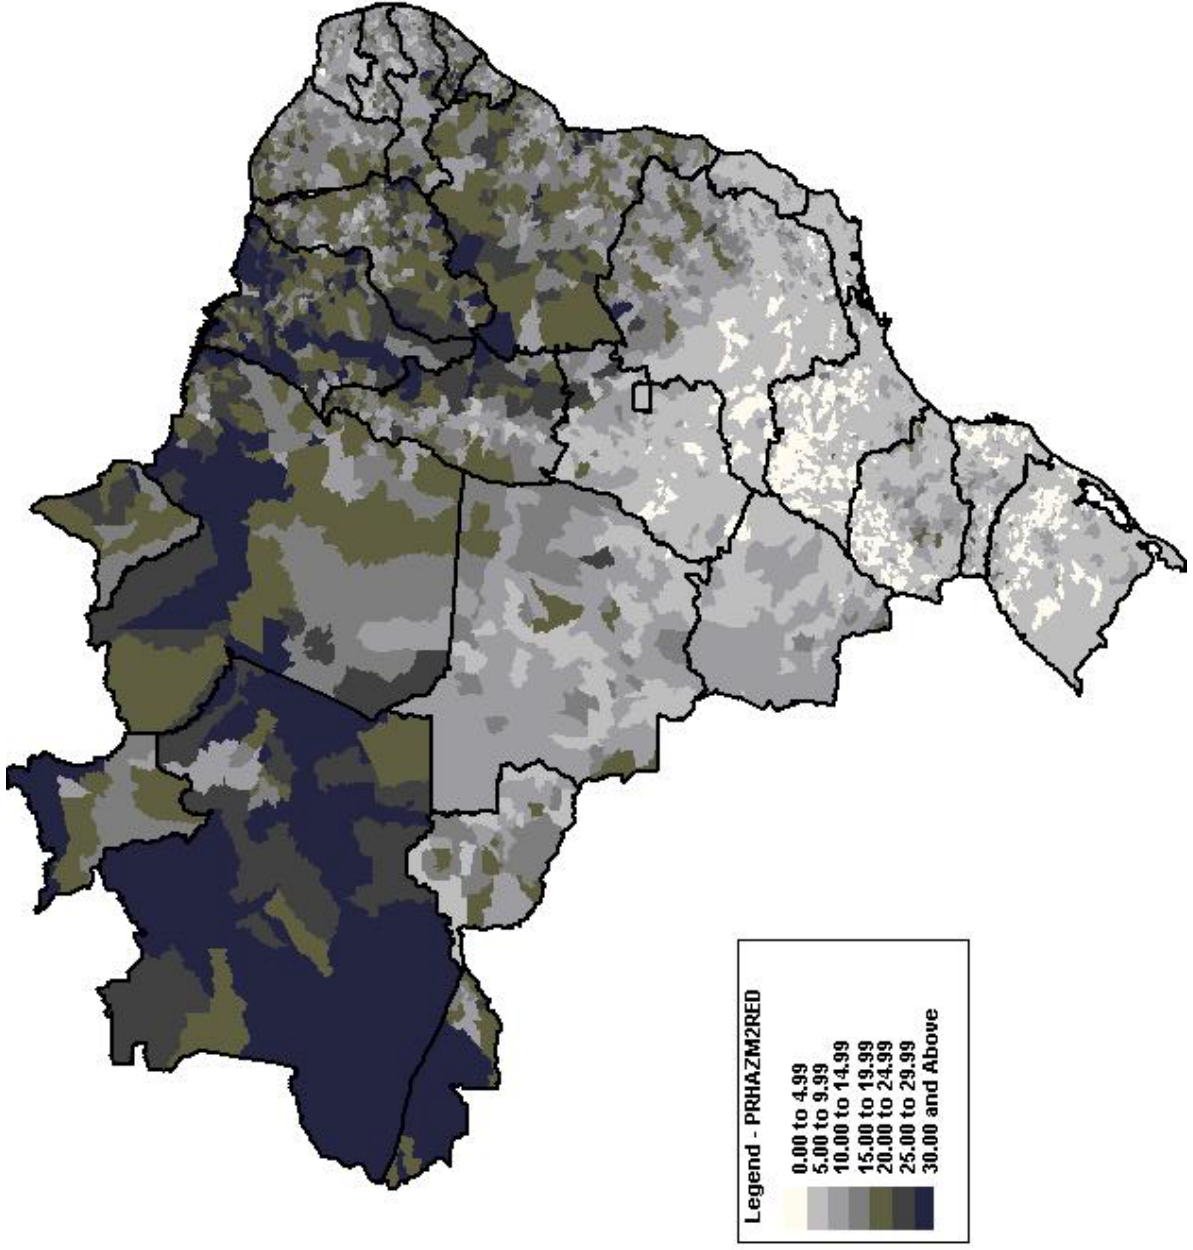 Legend - PRHAZM2RED
0.00 to 4.99
5.00 to 9.99
10.00 to 14.99
15.00 to 19.99
20.00 to 24.99
25.00 to 29.99
30.00 and Above